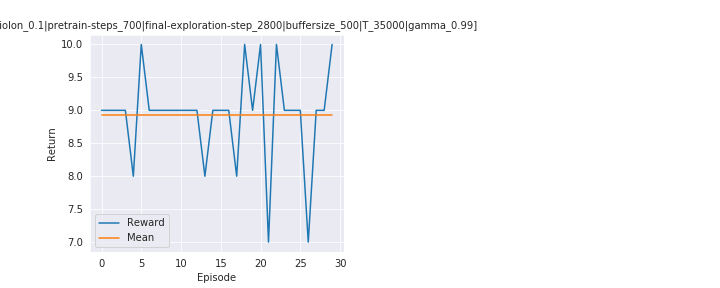 iolon_0.1|pretrain-steps_700|final-exploration-step_2800|buffersize_500|T_35000|gamma_0.99]
10.0
9.5
9.0
8.5
8.0
7.5
7.0
Return
Reward
Mean
0 5 10 15 20 25 30
Episode